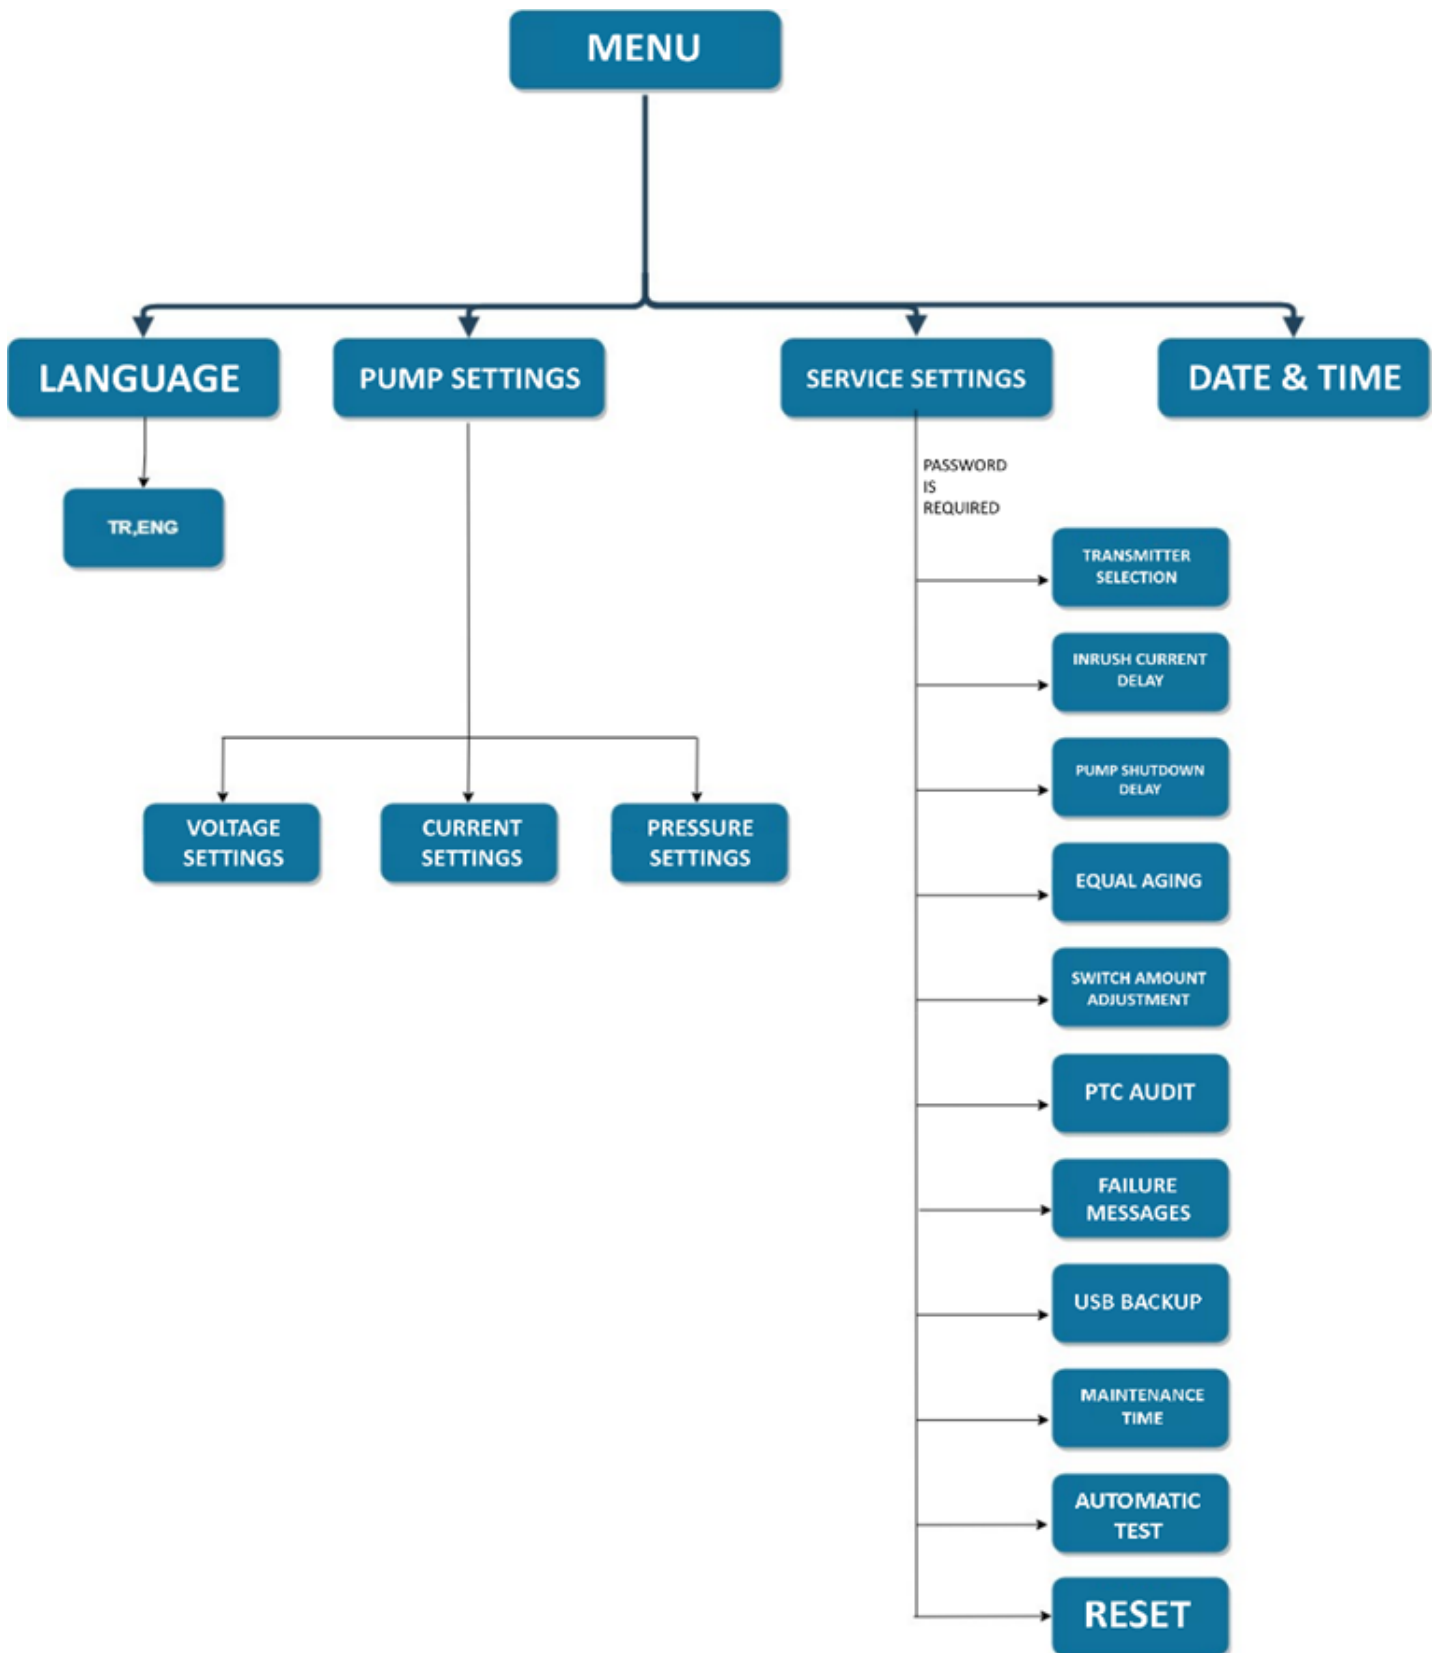 MENU
LANGUAGE
PUMP SETTINGS
SERVICE SETTINGS
DATE & TIME
TR,ENG
PASSWORD
IS
REQUIRED
VOLTAGE
SETTINGS
CURRENT
SETTINGS
PRESSURE
SETTINGS
TRANSMITTER
SELECTION
INRUSH CURRENT
DELAY
PUMP SHUTDOWN
DELAY
EQUAL AGING
SWITCH AMOUNT
ADJUSTMENT
PTC AUDIT
FAILURE
MESSAGES
USB BACKUP
MAINTENANCE
TIME
AUTOMATIC
TEST
RESET